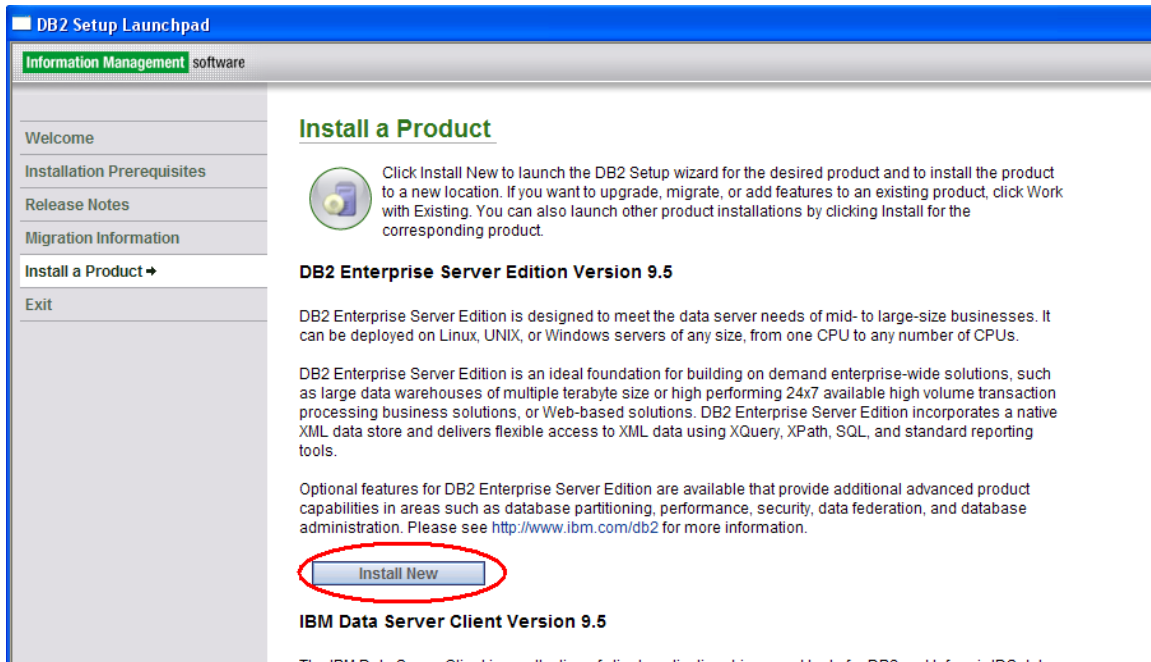 DB2 Setup Launchpad
Information Management software
Welcome
Installation Prerequisites
Release Notes
Migration Information
Install a Product
Exit
Install a Product
Click Install New to launch the DB2 Setup wizard for the desired product and to install the product
to a new location. If you want to upgrade, migrate, or add features to an existing product, click Work
with Existing. You can also launch other product installations by clicking Install for the
corresponding product.
DB2 Enterprise Server Edition Version 9.5
DB2 Enterprise Server Edition is designed to meet the data server needs of mid- to large-size businesses. It
can be deployed on Linux, UNIX, or Windows servers of any size, from one CPU to any number of CPUs.
DB2 Enterprise Server Edition is an ideal foundation for building on demand enterprise-wide solutions, such
as large data warehouses of multiple terabyte size or high performing 24x7 available high volume transaction
processing business solutions, or Web-based solutions. DB2 Enterprise Server Edition incorporates a native
XML data store and delivers flexible access to XML data using XQuery, XPath, SQL, and standard reporting
tools.
Optional features for DB2 Enterprise Server Edition are available that provide additional advanced product
capabilities in areas such as database partitioning, performance, security, data federation, and database
administration. Please see http://www.ibm.com/db2 for more information.
Install New
IBM Data Server Client Version 9.5